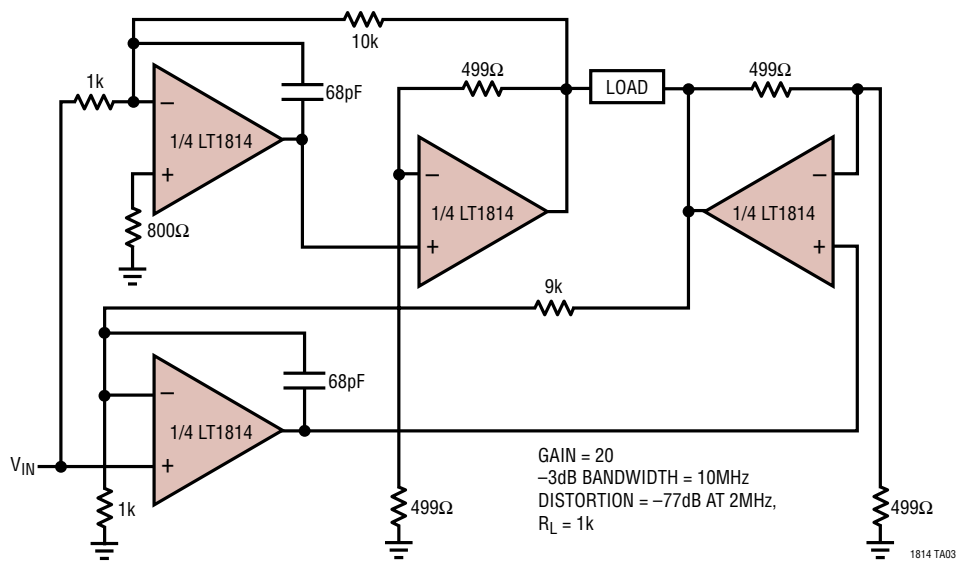 10k
1k
68pF
1/4 LT1814
−
+
800Ω
499Ω
LOAD
499Ω
−
+
1/4 LT1814
−
+
1/4 LT1814
9k
68pF
−
+
1/4 LT1814
VIN
1k
499Ω
GAIN = 20
–3dB BANDWIDTH = 10MHz
DISTORTION = –77dB AT 2MHz,
RL = 1k
499Ω
1814 TA03